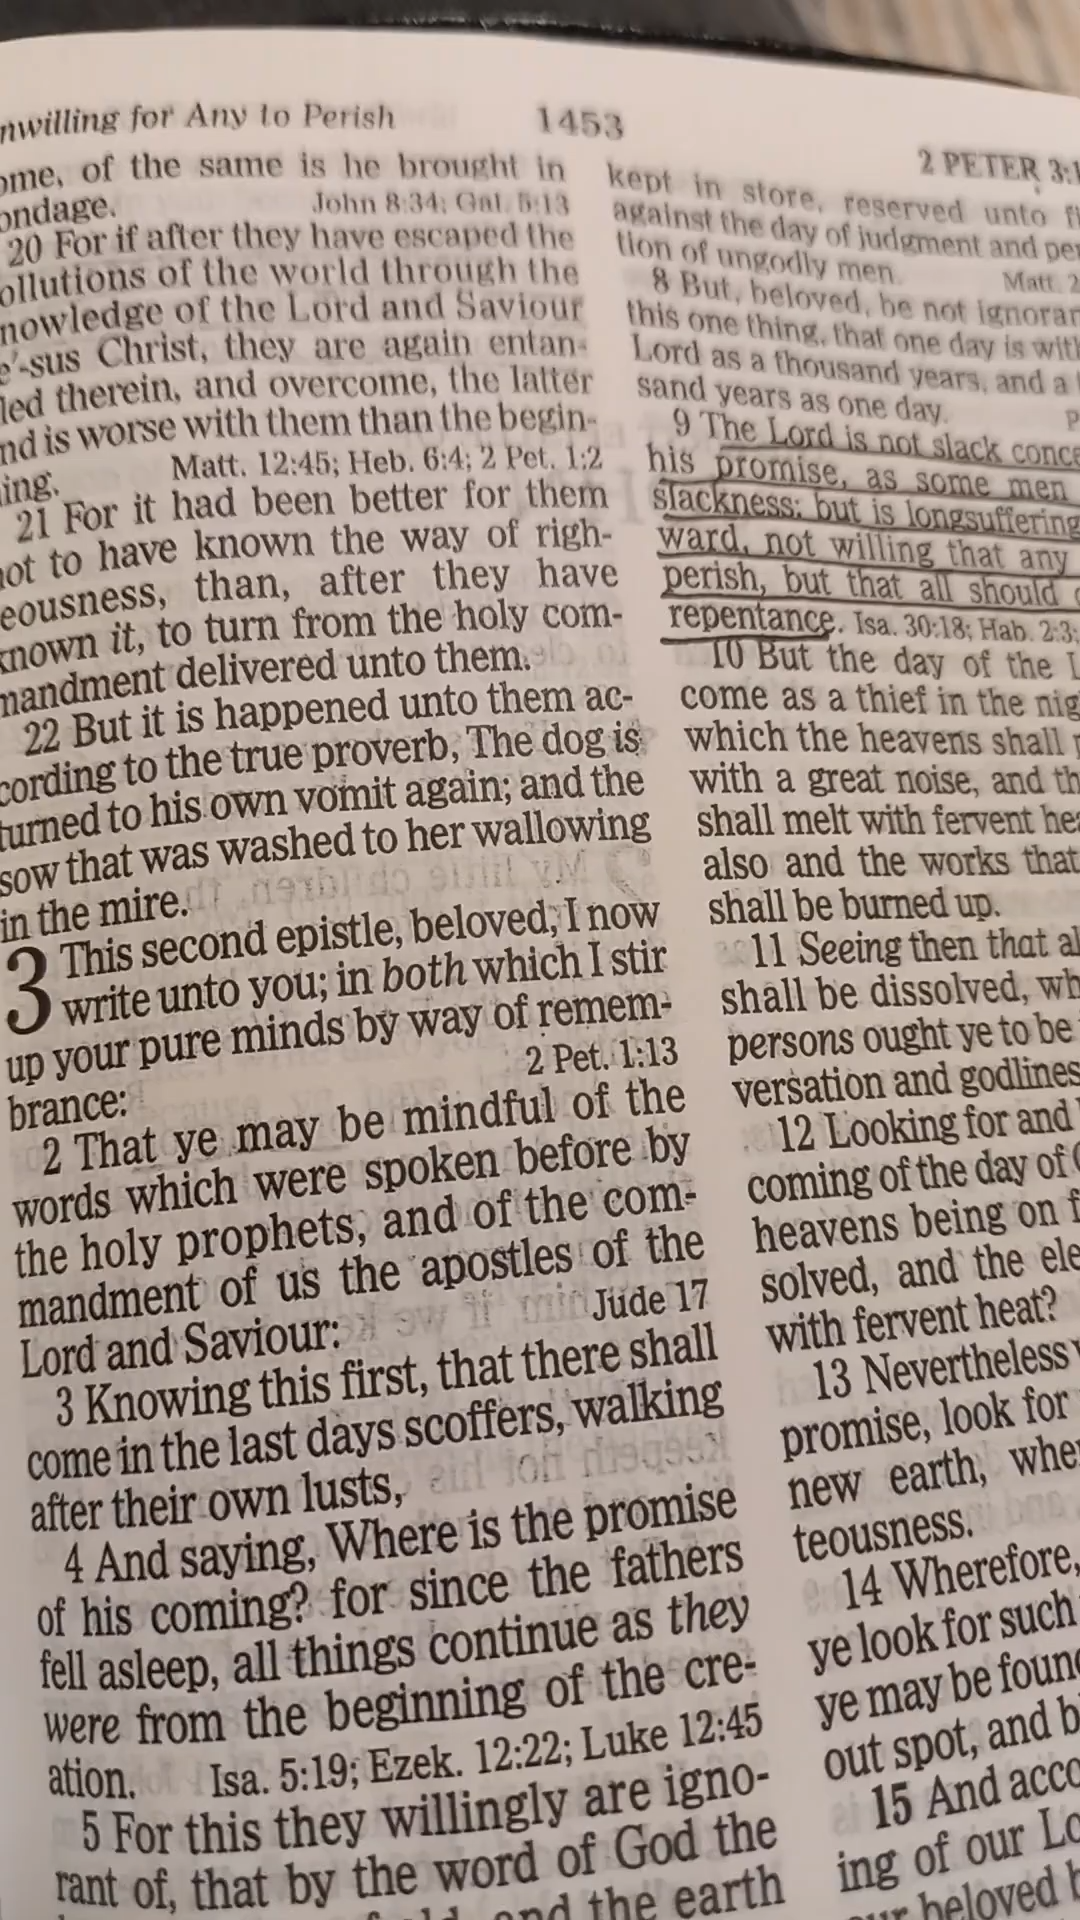 nwilling for Any to Perish
1453
2 PETER 3:1
ome, of the same is he brought in
ondage. John 8:34; Gal. 5:13
20 For if after they have escaped the
ollutions of the world through the
nowledge of the Lord and Saviour
e'-sus Christ, they are again entan-
led therein, and overcome, the latter
nd is worse with them than the begin-
ing. Matt. 12:45; Heb. 6:4; 2 Pet. 1:2
21 For it had been better for them
not to have known the way of righ-
eousness, than, after they have
known it, to turn from the holy com-
mandment delivered unto them.
22 But it is happened unto them ac-
cording to the true proverb, The dog is
turned to his own vomit again; and the
sow that was washed to her wallowing
in the mire.
3 This second epistle, beloved, I now
write unto you; in both which I stir
up your pure minds by way of remem-
brance: 2 Pet. 1:13
2 That ye may be mindful of the
words which were spoken before by
the holy prophets, and of the com-
mandment of us the apostles of the
Lord and Saviour: Jude 17
3 Knowing this first, that there shall
come in the last days scoffers, walking
after their own lusts,
4 And saying, Where is the promise
of his coming? for since the fathers
fell asleep, all things continue as they
were from the beginning of the cre-
ation. Isa. 5:19; Ezek. 12:22; Luke 12:45
5 For this they willingly are igno-
rant of, that by the word of God the
and the earth
kept in store, reserved unto fi
against the day of judgment and per
tion of ungodly men. Matt. 2
8 But, beloved, be not ignoran
this one thing, that one day is with
Lord as a thousand years, and a
sand years as one day. P
9 The Lord is not slack conce
his promise, as some men
slackness; but is longsuffering
ward, not willing that any
perish, but that all should c
repentance. Isa. 30:18; Hab. 2:3;
10 But the day of the L
come as a thief in the nig
which the heavens shall p
with a great noise, and th
shall melt with fervent hea
also and the works that
shall be burned up.
11 Seeing then that al
shall be dissolved, wh
persons ought ye to be
versation and godlines
12 Looking for and
coming of the day of G
heavens being on f
solved, and the ele
with fervent heat?
13 Nevertheless
promise, look for
new earth, whe
teousness.
14 Wherefore,
ye look for such
ye may be foun
out spot, and b
15 And acco
ing of our Lo
beloved b